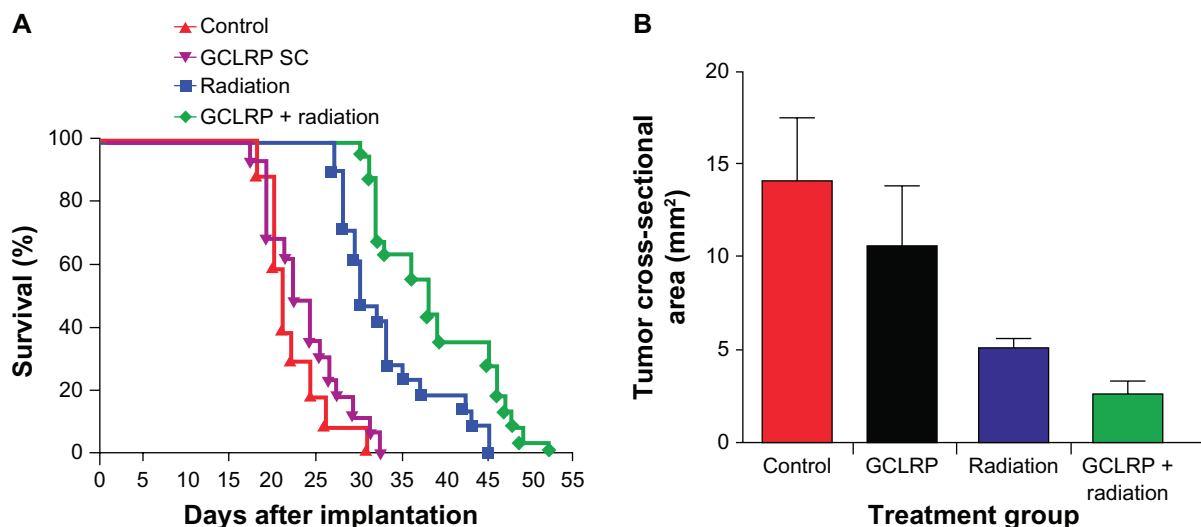 A
Control
GCLRP SC
Radiation
GCLRP + radiation
Survival (%)
100
80
60
40
20
0
0 5 10 15 20 25 30 35 40 45 50 55
Days after implantation
B
Tumor cross-sectional
area (mm²)
20
15
10
5
0
Control GCLRP Radiation GCLRP +
radiation
Treatment group